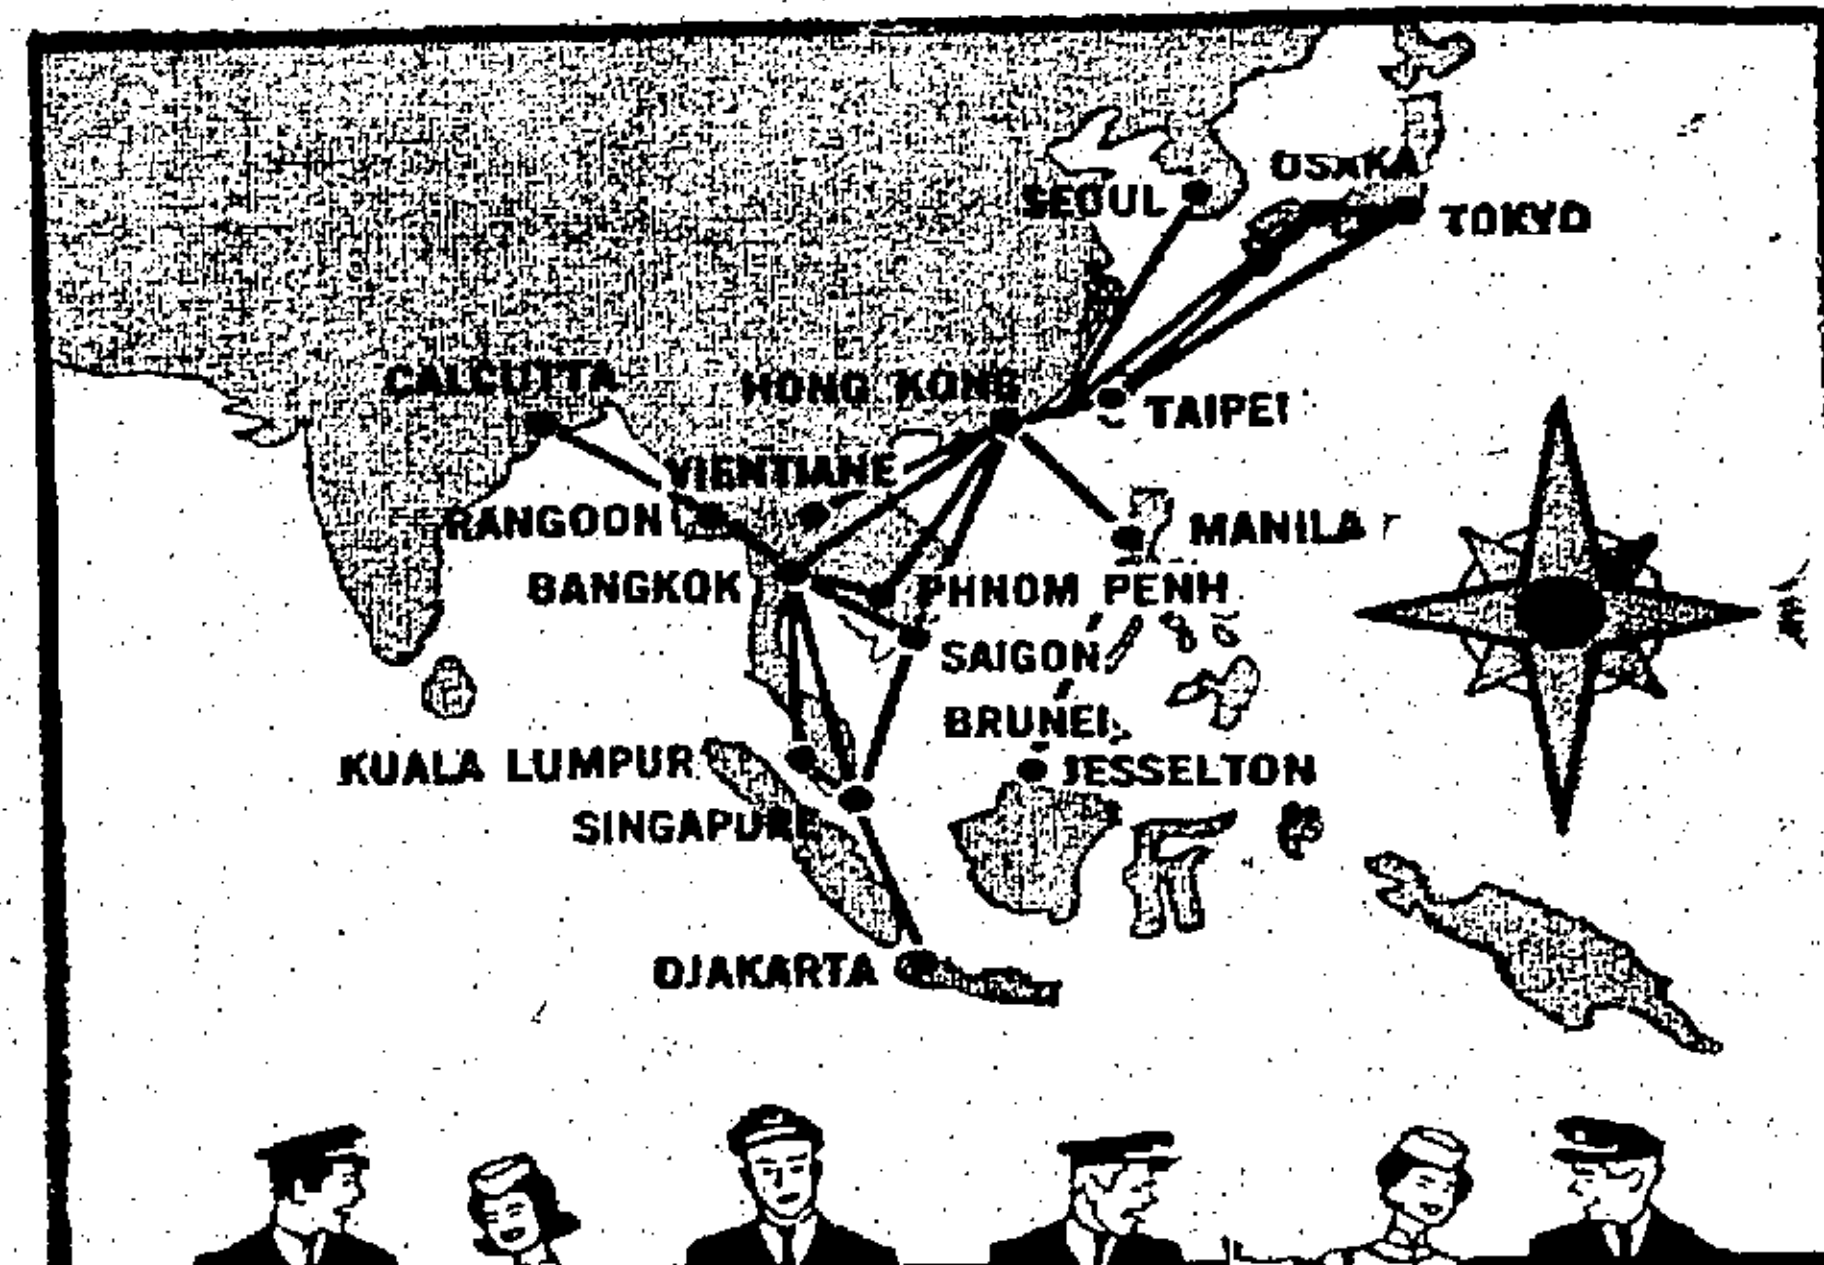 OSAKA
SEOUL
TOKYO
CALCUTTA
HONG KONG
TAIPEI
VIENTIANE
RANGOON
MANILA
BANGKOK
PHNOM PENH
SAIGON
BRUNEI
KUALA LUMPUR
JESSELTON
SINGAPURE
DJAKARTA